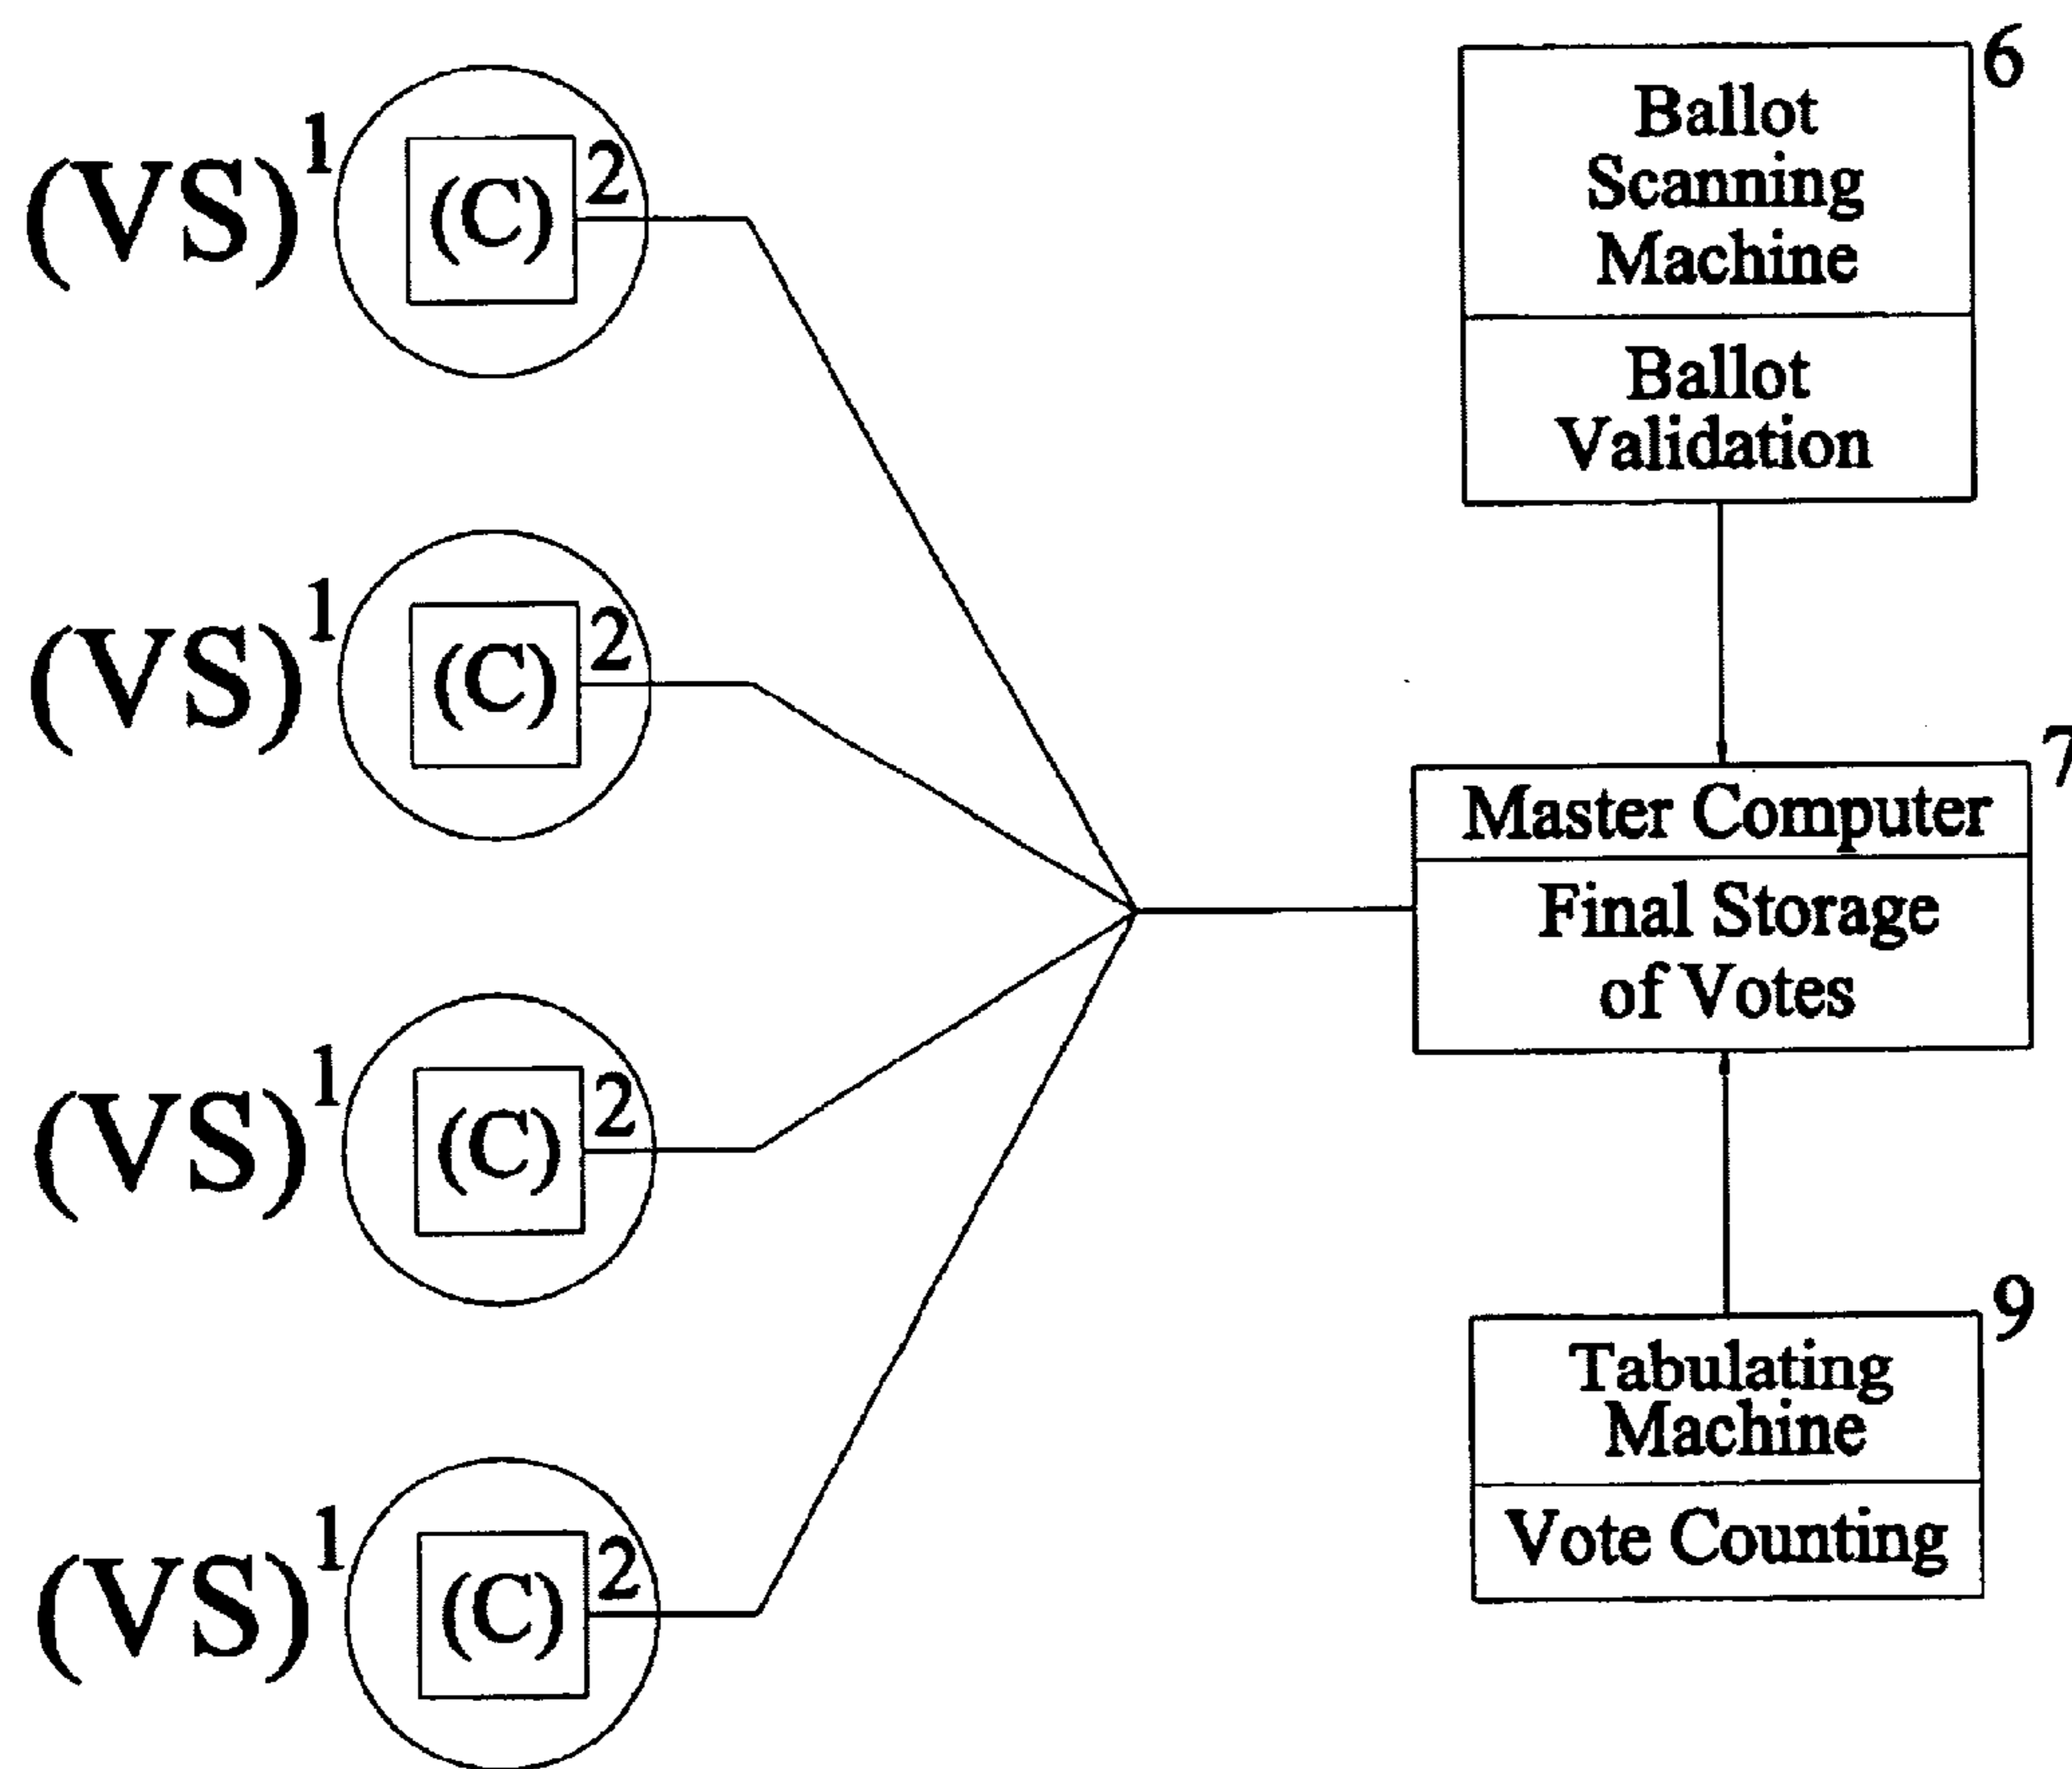 (VS) 1
(C) 2
(VS) 1
(C) 2
(VS) 1
(C) 2
(VS) 1
(C) 2
6
Ballot
Scanning
Machine
Ballot
Validation
7
Master Computer
Final Storage
of Votes
9
Tabulating
Machine
Vote Counting